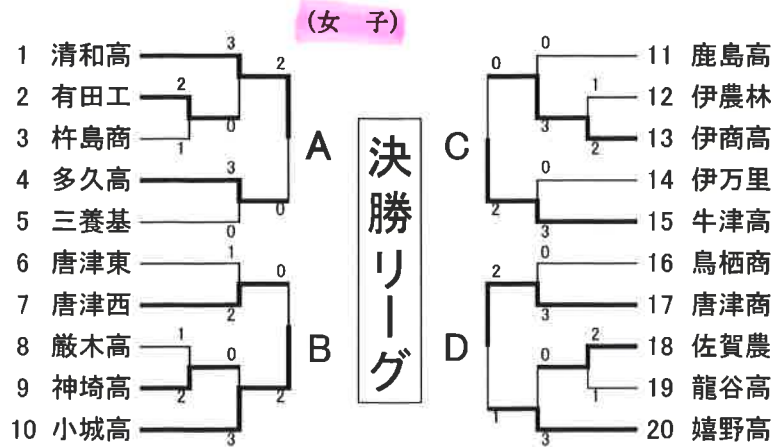 (女 子)
1 清和高
2 有田工
3 杵島商
4 多久高
5 三養基
6 唐津東
7 唐津西
8 厳木高
9 神埼高
10 小城高
3
2
2
0
1
3
0
0
1
0
2
1
0
2
2
3
A
B
決勝リーグ
C
D
0
0
1
3
2
0
2
3
2
0
3
0
2
1
1
3
11 鹿島高
12 伊農林
13 伊商高
14 伊万里
15 牛津高
16 鳥栖商
17 唐津商
18 佐賀農
19 龍谷高
20 嬉野高